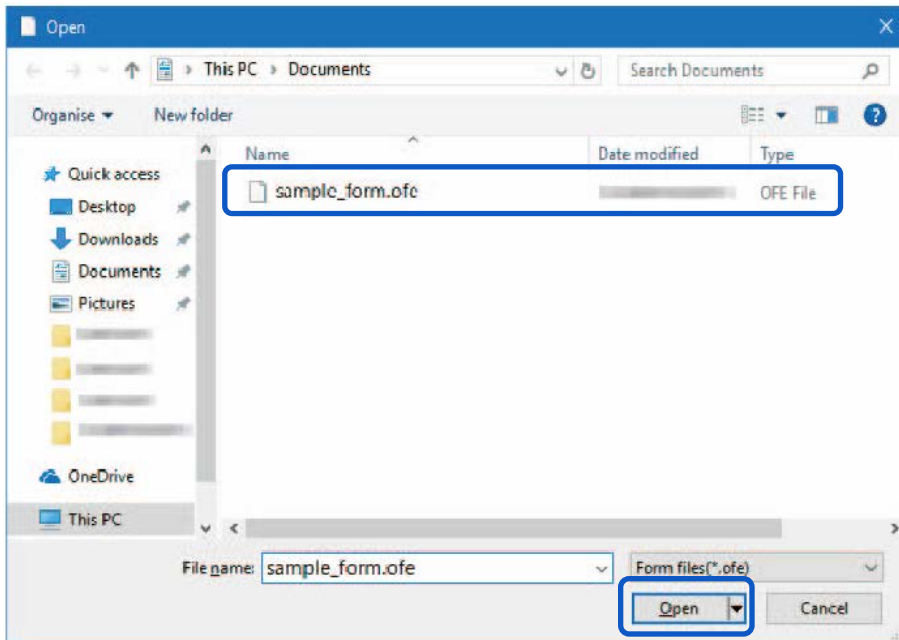 Open
This PC › Documents
Search Documents
Organise
New folder
Name
Date modified
Type
Quick access
sample_form.ofe
OFE File
Desktop
Downloads
Documents
Pictures
OneDrive
This PC
File name:
sample_form.ofe
Form files(*.ofe)
Open
Cancel